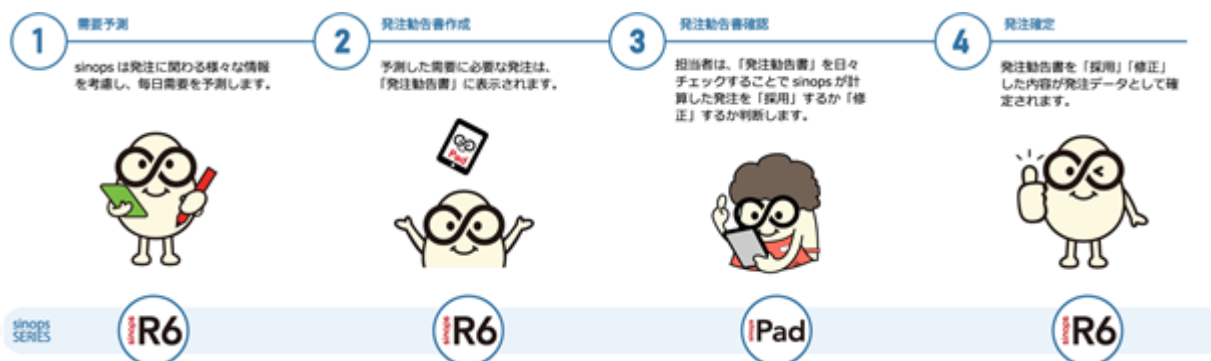 1
需要予測
sinops は発注に関わる様々な情報
を考慮し、毎日需要を予測します。
2
発注勧告書作成
予測した需要に必要な発注は、
「発注勧告書」に表示されます。
Pad
3
発注勧告書確認
担当者は、「発注勧告書」を日々
チェックすることで sinops が計
算した発注を「採用」するか「修
正」するか判断します。
4
発注確定
発注勧告書を「採用」「修正」
した内容が発注データとして確
定されます。
sinops
SERIES
sinops R6
sinops R6
sinops Pad
sinops R6